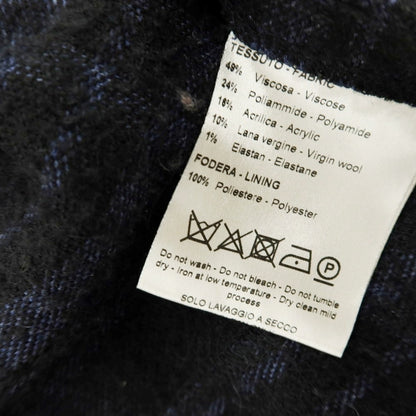 TESSUTO - FABRIC
49% Viscosa - Viscose
24% Poliammide - Polyamide
16% Acrilica - Acrylic
10% Lana vergine - Virgin wool
1% Elastan - Elastane
FODERA - LINING
100% Poliestere - Polyester
P
Do not wash - Do not bleach - Do not tumble
dry - Iron at low temperature - Dry clean mild
process
SOLO LAVAGGIO A SECCO